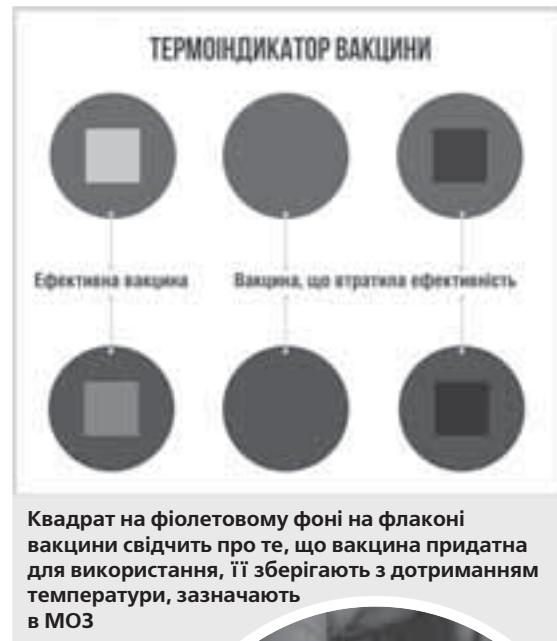 ТЕРМОІНДИКАТОР ВАКЦИНИ
Ефективна вакцина
Вакцина, що втратила ефективність
Квадрат на фіолетовому фоні на флаконі
вакцини свідчить про те, що вакцина придатна
для використання, її зберігають з дотриманням
температури, зазначають
в МОЗ